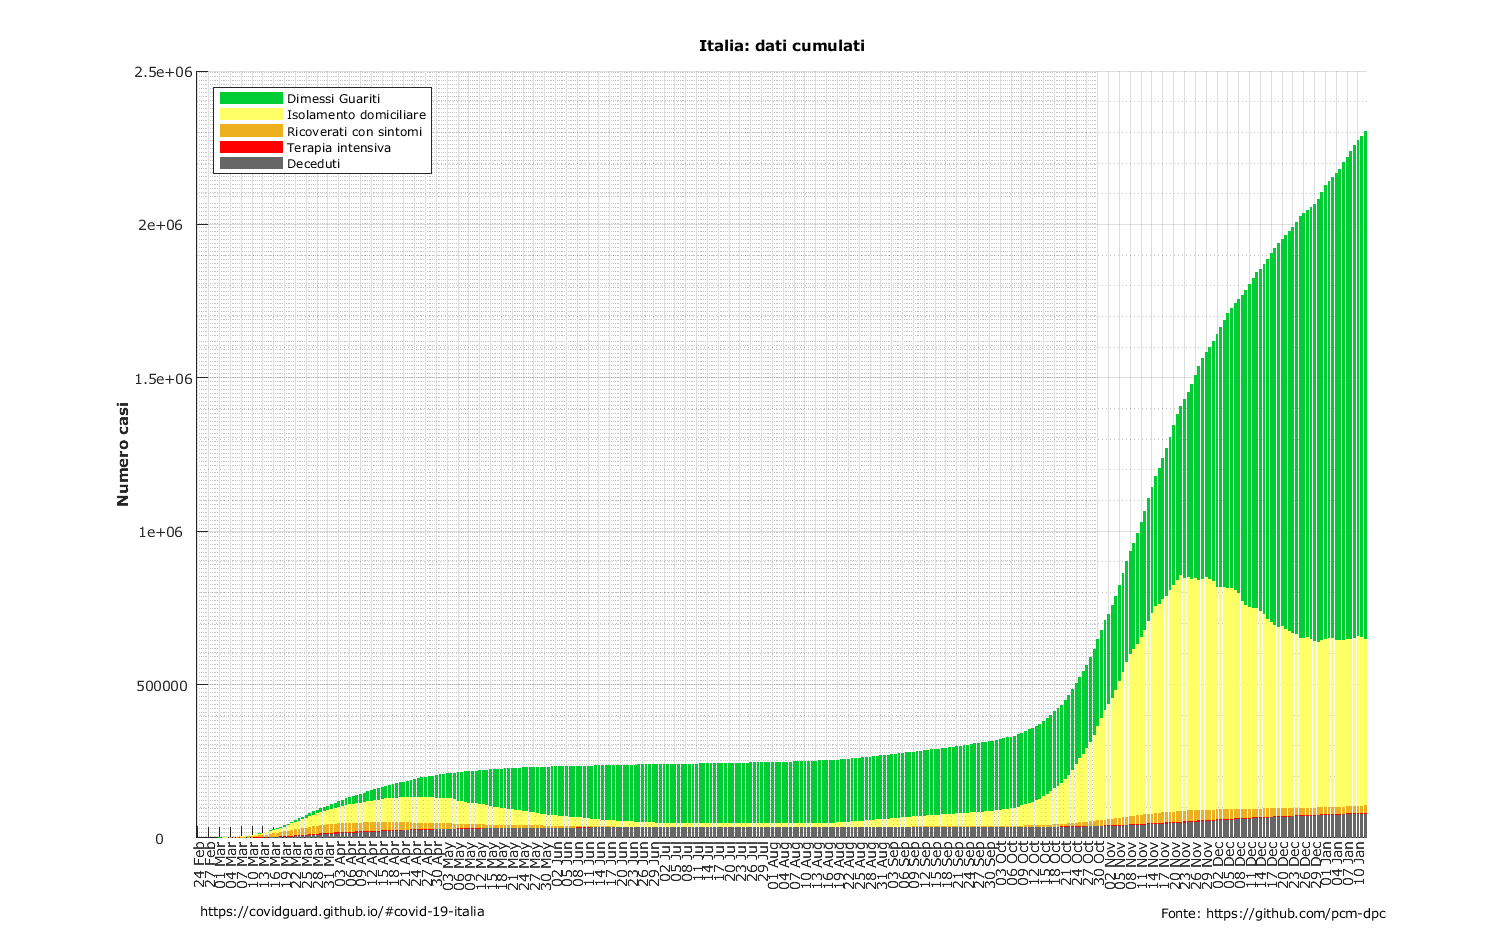 Italia: dati cumulati
2.5e+06
2e+06
1.5e+06
1e+06
500000
0
Numero casi
Dimessi Guariti
Isolamento domiciliare
Ricoverati con sintomi
Terapia intensiva
Deceduti
24 Feb
27 Feb
01 Mar
04 Mar
07 Mar
10 Mar
13 Mar
16 Mar
19 Mar
22 Mar
25 Mar
28 Mar
31 Mar
03 Apr
06 Apr
09 Apr
12 Apr
15 Apr
18 Apr
21 Apr
24 Apr
27 Apr
30 Apr
03 May
06 May
09 May
12 May
15 May
18 May
21 May
24 May
27 May
30 May
02 Jun
05 Jun
08 Jun
11 Jun
14 Jun
17 Jun
20 Jun
23 Jun
26 Jun
29 Jun
02 Jul
05 Jul
08 Jul
11 Jul
14 Jul
17 Jul
20 Jul
23 Jul
26 Jul
29 Jul
01 Aug
04 Aug
07 Aug
10 Aug
13 Aug
16 Aug
19 Aug
22 Aug
25 Aug
28 Aug
31 Aug
03 Sep
06 Sep
09 Sep
12 Sep
15 Sep
18 Sep
21 Sep
24 Sep
27 Sep
30 Sep
03 Oct
06 Oct
09 Oct
12 Oct
15 Oct
18 Oct
21 Oct
24 Oct
27 Oct
30 Oct
02 Nov
05 Nov
08 Nov
11 Nov
14 Nov
17 Nov
20 Nov
23 Nov
26 Nov
29 Nov
02 Dec
05 Dec
08 Dec
11 Dec
14 Dec
17 Dec
20 Dec
23 Dec
26 Dec
29 Dec
01 Jan
04 Jan
07 Jan
10 Jan
https://covidguard.github.io/#covid-19-italia
Fonte: https://github.com/pcm-dpc